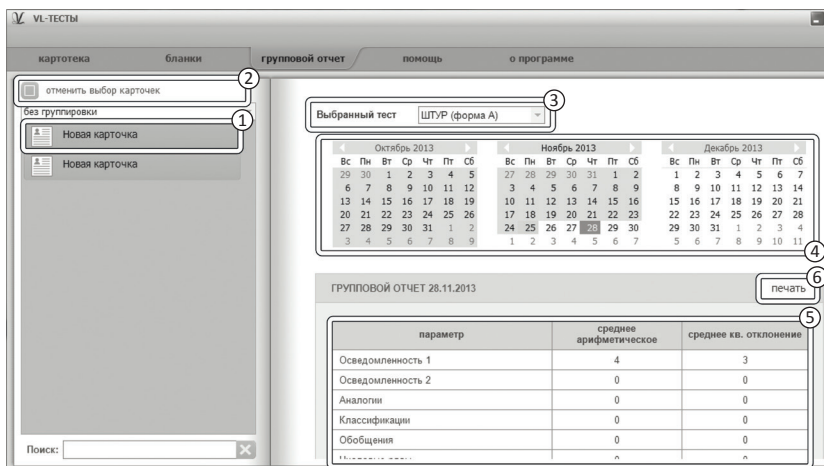 VL-ТЕСТЫ
картотека бланки групповой отчет помощь о программе
2
отменить выбор карточек
без группировки
1
Новая карточка
Новая карточка
Поиск:
3
Выбранный тест ШТУР (форма А)
Октябрь 2013 Ноябрь 2013 Декабрь 2013
Вс Пн Вт Ср Чт Пт Сб Вс Пн Вт Ср Чт Пт Сб Вс Пн Вт Ср Чт Пт Сб
29 30 1 2 3 4 5 27 28 29 30 31 1 2 1 2 3 4 5 6 7
6 7 8 9 10 11 12 3 4 5 6 7 8 9 8 9 10 11 12 13 14
13 14 15 16 17 18 19 10 11 12 13 14 15 16 15 16 17 18 19 20 21
20 21 22 23 24 25 26 17 18 19 20 21 22 23 22 23 24 25 26 27 28
27 28 29 30 31 1 2 24 25 26 27 28 29 30 29 30 31 1 2 3 4
3 4 5 6 7 8 9 1 2 3 4 5 6 7 5 6 7 8 9 10 11
4
ГРУППОВОЙ ОТЧЕТ 28.11.2013
6
печать
5
параметр среднее арифметическое среднее кв. отклонение
Осведомленность 1 4 3
Осведомленность 2 0 0
Аналогии 0 0
Классификации 0 0
Обобщения 0 0